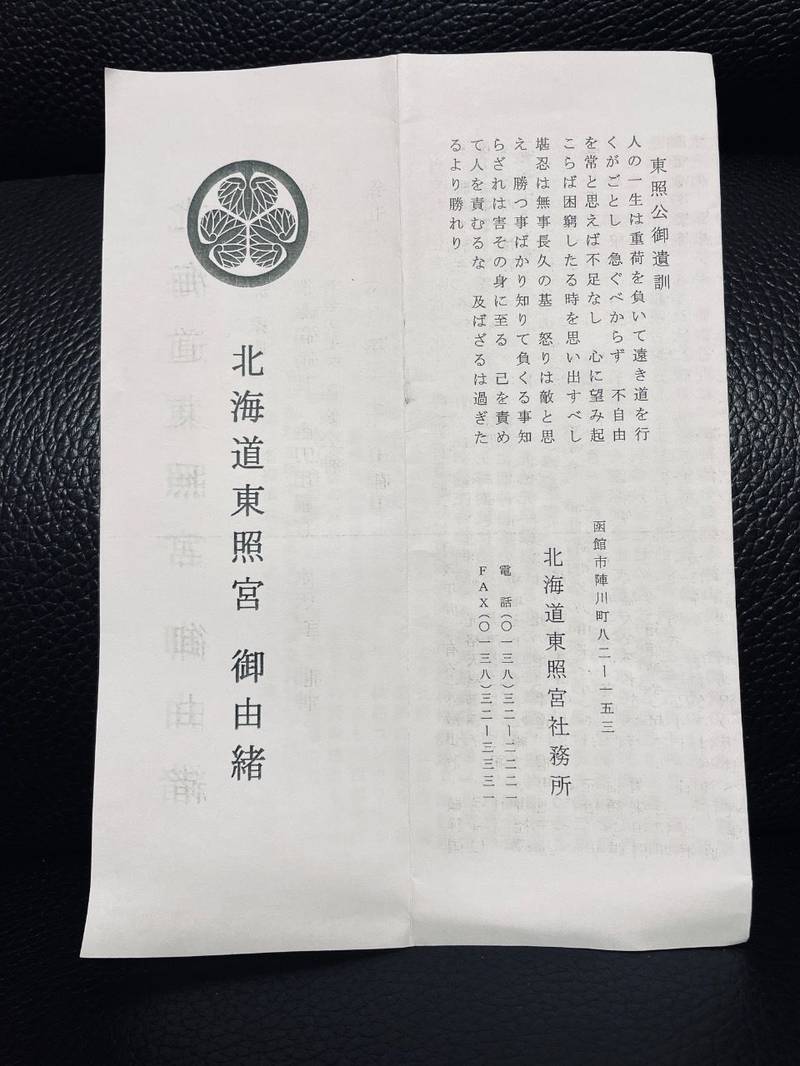 東照公御遺訓
人の一生は重荷を負いて遠き道を行
くがごとし　急ぐべからず　不自由
を常と思えば不足なし　心に望み起
こらば困窮したる時を思い出すべし
堪忍は無事長久の基　怒りは敵と思
え　勝つ事ばかり知りて負くる事知
らざれは害その身に至る　己を責め
て人を責むるな　及ばざるは過ぎた
るより勝れり
函館市陣川町八二ー一五三
北海道東照宮社務所
電　話(〇一三八)三二ー二二二一
ＦＡＸ(〇一三八)三二ー三三三一
北海道東照宮　御由緒